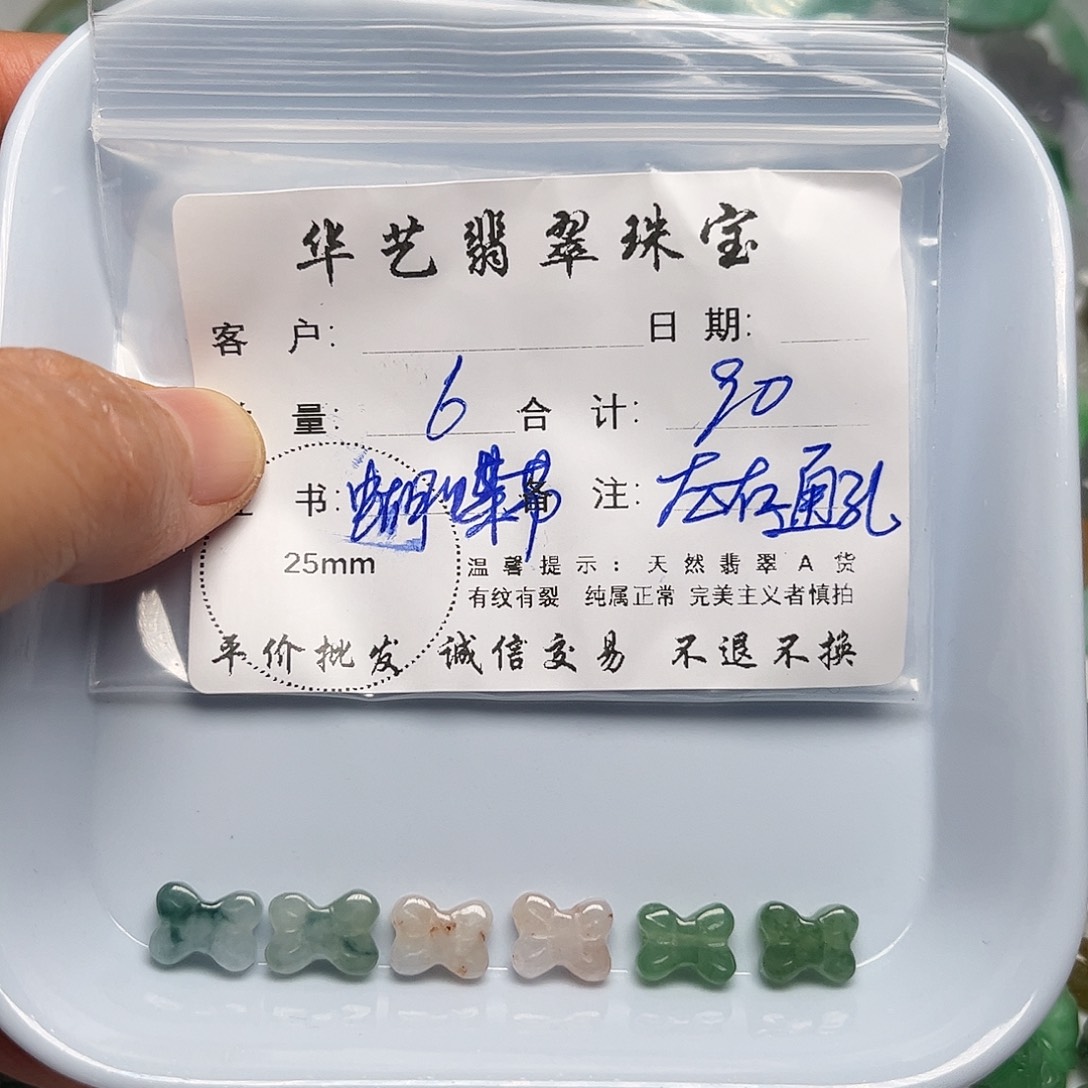 华艺翡翠珠宝
客 户: 日 期:
量: 6 合 计: 90
书: 蝴蝶节 备 注: 左右通孔
25mm 温馨提示: 天然翡翠A货
有纹有裂 纯属正常 完美主义者慎拍
平价批发 诚信交易 不退不换